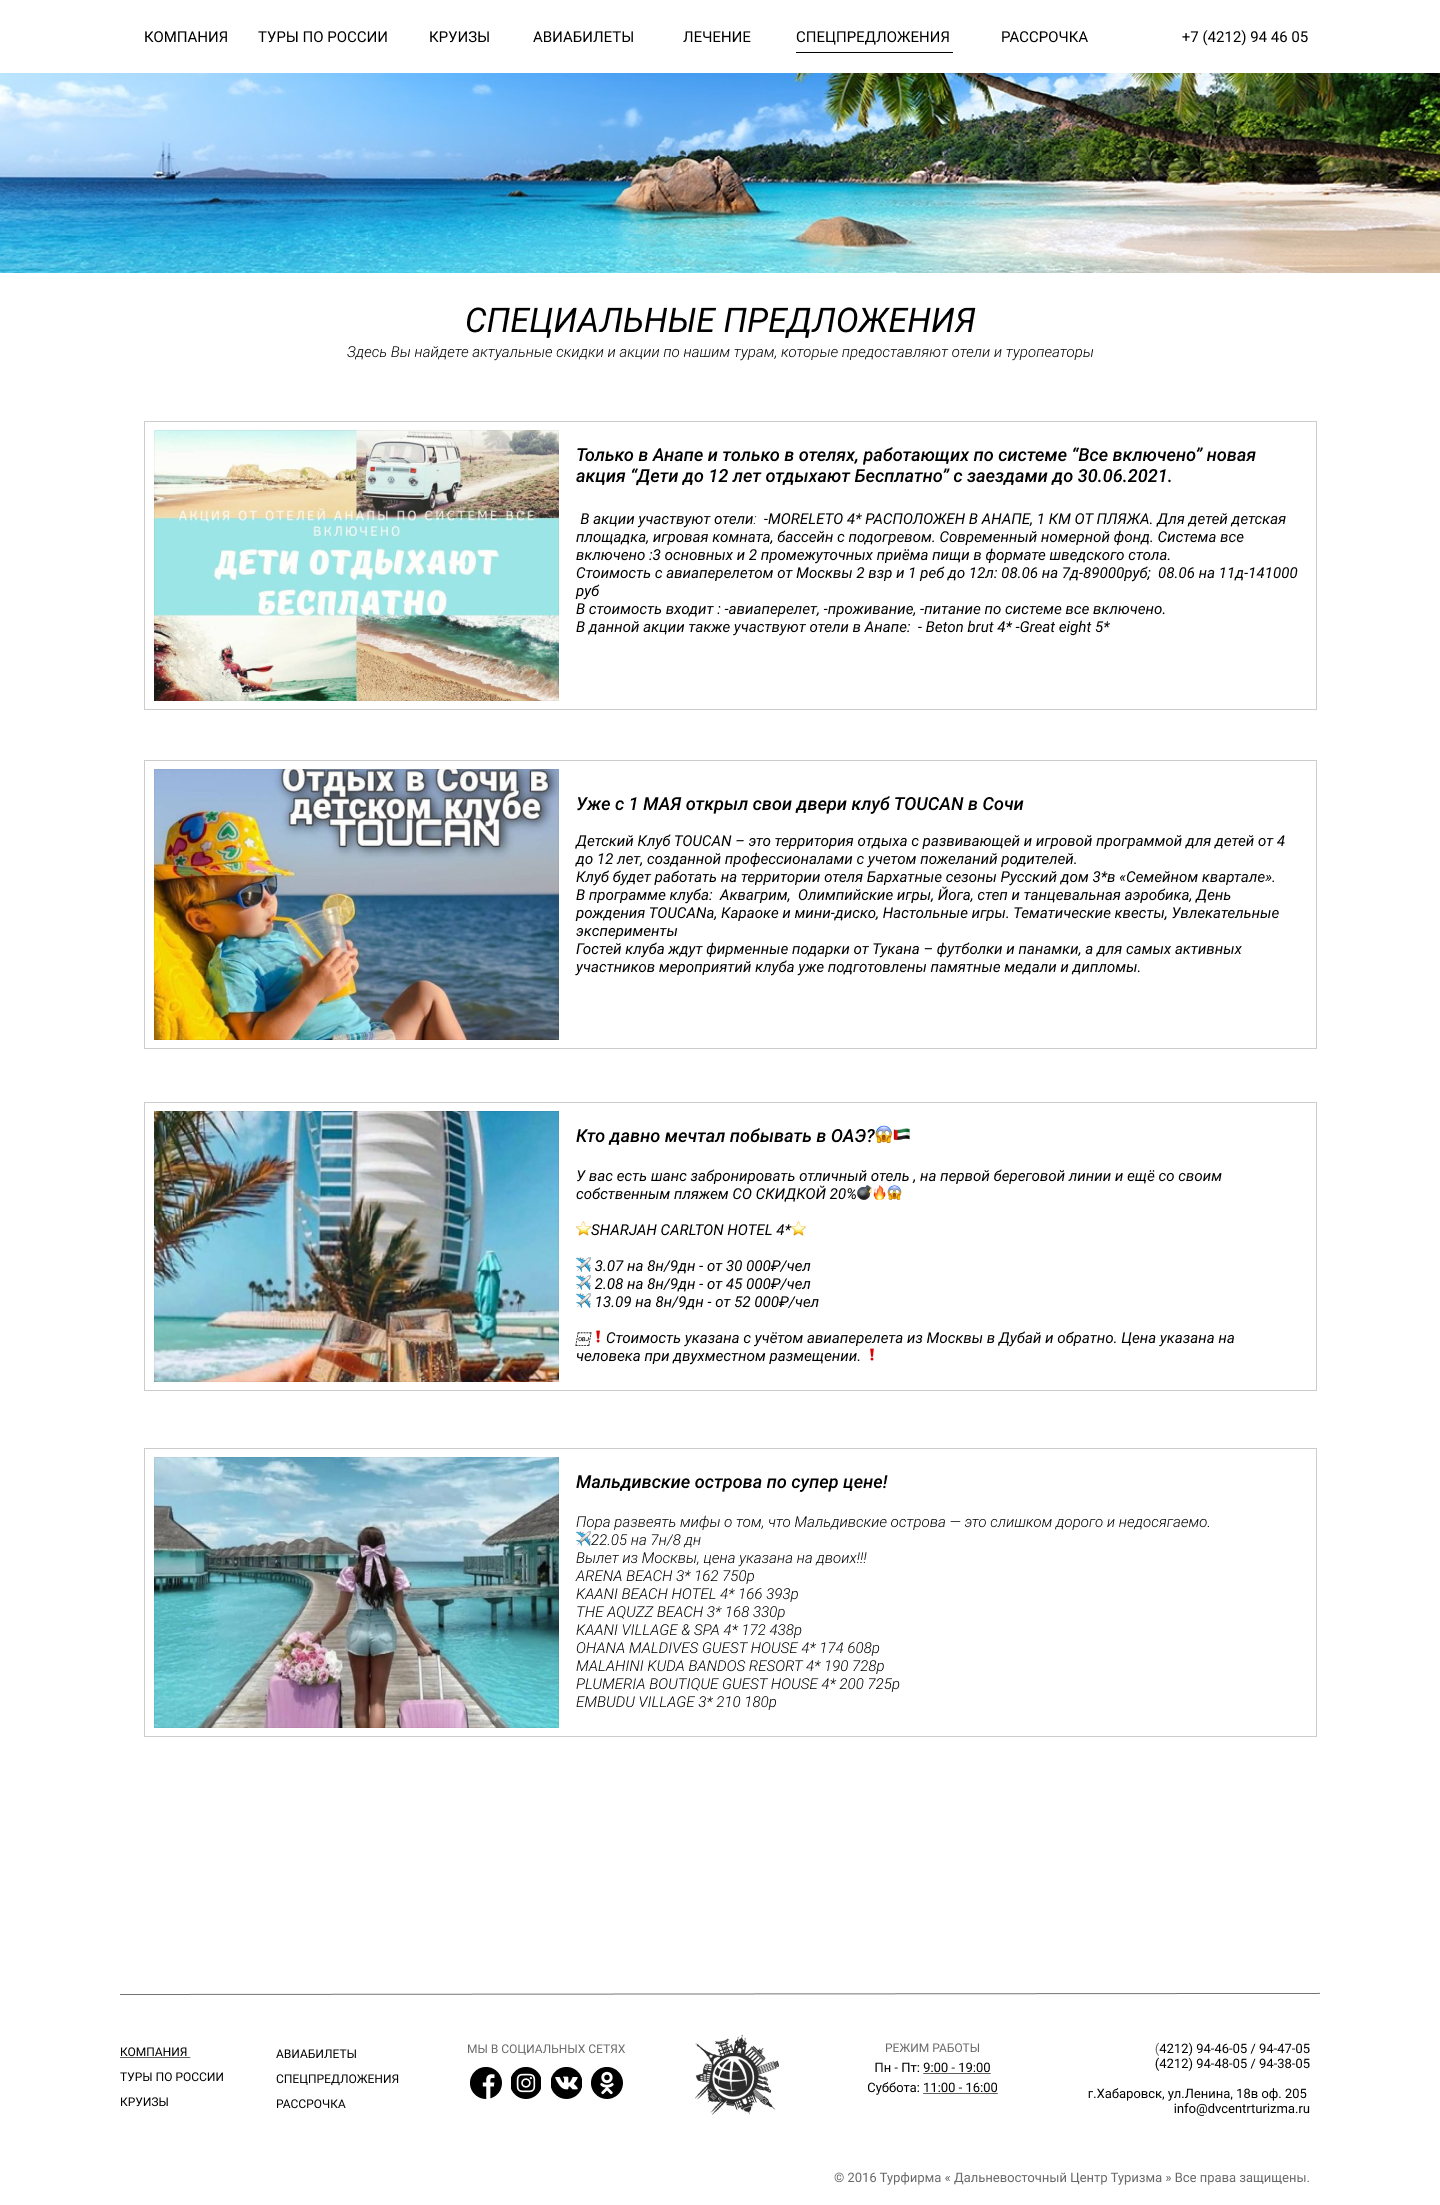 КОМПАНИЯ ТУРЫ ПО РОССИИ КРУИЗЫ АВИАБИЛЕТЫ ЛЕЧЕНИЕ СПЕЦПРЕДЛОЖЕНИЯ РАССРОЧКА +7 (4212) 94 46 05
СПЕЦИАЛЬНЫЕ ПРЕДЛОЖЕНИЯ
Здесь Вы найдете актуальные скидки и акции по нашим турам, которые предоставляют отели и туропеаторы
АКЦИЯ ОТ ОТЕЛЕЙ АНАПЫ ПО СИСТЕМЕ ВСЕ
ВКЛЮЧЕНО
ДЕТИ ОТДЫХАЮТ
БЕСПЛАТНО
Только в Анапе и только в отелях, работающих по системе “Все включено” новая
акция “Дети до 12 лет отдыхают Бесплатно” с заездами до 30.06.2021.
В акции участвуют отели: -MORELETO 4* РАСПОЛОЖЕН В АНАПЕ, 1 КМ ОТ ПЛЯЖА. Для детей детская
площадка, игровая комната, бассейн с подогревом. Современный номерной фонд. Система все
включено :3 основных и 2 промежуточных приёма пищи в формате шведского стола.
Стоимость с авиаперелетом от Москвы 2 взр и 1 реб до 12л: 08.06 на 7д-89000руб; 08.06 на 11д-141000
руб
В стоимость входит : -авиаперелет, -проживание, -питание по системе все включено.
В данной акции также участвуют отели в Анапе: - Beton brut 4* -Great eight 5*
Отдых в Сочи в
детском клубе
TOUCAN
Уже с 1 МАЯ открыл свои двери клуб TOUCAN в Сочи
Детский Клуб TOUCAN – это территория отдыха с развивающей и игровой программой для детей от 4
до 12 лет, созданной профессионалами с учетом пожеланий родителей.
Клуб будет работать на территории отеля Бархатные сезоны Русский дом 3*в «Семейном квартале».
В программе клуба: Аквагрим, Олимпийские игры, Йога, степ и танцевальная аэробика, День
рождения TOUCANа, Караоке и мини-диско, Настольные игры. Тематические квесты, Увлекательные
эксперименты
Гостей клуба ждут фирменные подарки от Тукана – футболки и панамки, а для самых активных
участников мероприятий клуба уже подготовлены памятные медали и дипломы.
Кто давно мечтал побывать в ОАЭ?😱🇦🇪
У вас есть шанс забронировать отличный отель , на первой береговой линии и ещё со своим
собственным пляжем СО СКИДКОЙ 20%💣🔥😱
⭐SHARJAH CARLTON HOTEL 4*⭐
✈ 3.07 на 8н/9дн - от 30 000₽/чел
✈ 2.08 на 8н/9дн - от 45 000₽/чел
✈ 13.09 на 8н/9дн - от 52 000₽/чел
￼❗Стоимость указана с учётом авиаперелета из Москвы в Дубай и обратно. Цена указана на
человека при двухместном размещении. ❗
Мальдивские острова по супер цене!
Пора развеять мифы о том, что Мальдивские острова — это слишком дорого и недосягаемо.
✈22.05 на 7н/8 дн
Вылет из Москвы, цена указана на двоих!!!
ARENA BEACH 3* 162 750р
KAANI BEACH HOTEL 4* 166 393р
THE AQUZZ BEACH 3* 168 330р
KAANI VILLAGE & SPA 4* 172 438р
OHANA MALDIVES GUEST HOUSE 4* 174 608р
MALAHINI KUDA BANDOS RESORT 4* 190 728р
PLUMERIA BOUTIQUE GUEST HOUSE 4* 200 725р
EMBUDU VILLAGE 3* 210 180р
КОМПАНИЯ
ТУРЫ ПО РОССИИ
КРУИЗЫ
АВИАБИЛЕТЫ
СПЕЦПРЕДЛОЖЕНИЯ
РАССРОЧКА
МЫ В СОЦИАЛЬНЫХ СЕТЯХ
РЕЖИМ РАБОТЫ
Пн - Пт: 9:00 - 19:00
Суббота: 11:00 - 16:00
(4212) 94-46-05 / 94-47-05
(4212) 94-48-05 / 94-38-05
г.Хабаровск, ул.Ленина, 18в оф. 205
info@dvcentrturizma.ru
© 2016 Турфирма « Дальневосточный Центр Туризма » Все права защищены.